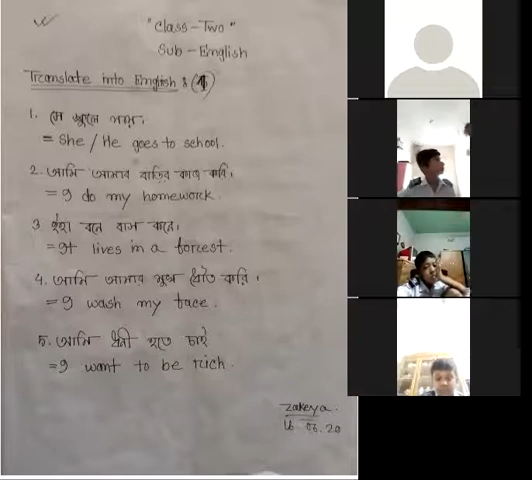 "Class-Two"
Sub-English
Translate into English :
1. সে স্কুলে যায়।
= She / He goes to school.
2. আমি আমার বাড়ির কাজ করি।
= I do my homework.
3 ইহা বনে বাস করে।
= It lives in a forest.
4. আমি আমার মুখ ধৌত করি।
= I wash my face.
৫. আমি ধনী হতে চাই
= I want to be rich.
Zakeya.
16 06.20